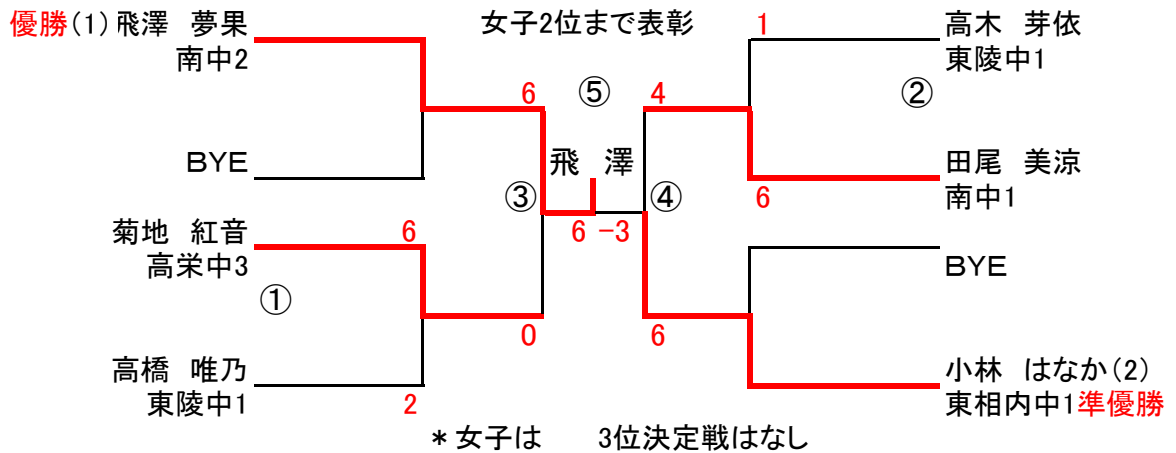 優勝(1)飛澤　夢果
南中2
女子2位まで表彰
1
高木　芽依
東陵中1
6
⑤
4
②
BYE
飛　澤
田尾　美涼
南中1
③
④
6
6 -3
菊地　紅音
高栄中3
6
BYE
①
0
6
高橋　唯乃
東陵中1
2
小林　はなか(2)
東相内中1準優勝
*女子は　　3位決定戦はなし